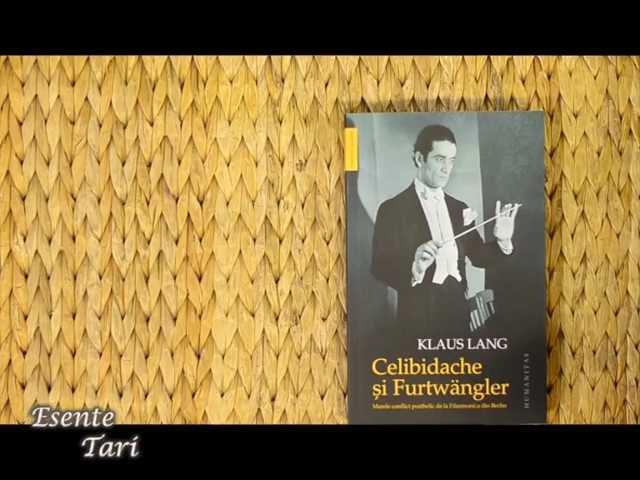 KLAUS LANG
Celibidache
și Furtwängler
Marele conflict postbelic de la Filarmonica din Berlin
HUMANITAS
Esente
Tari